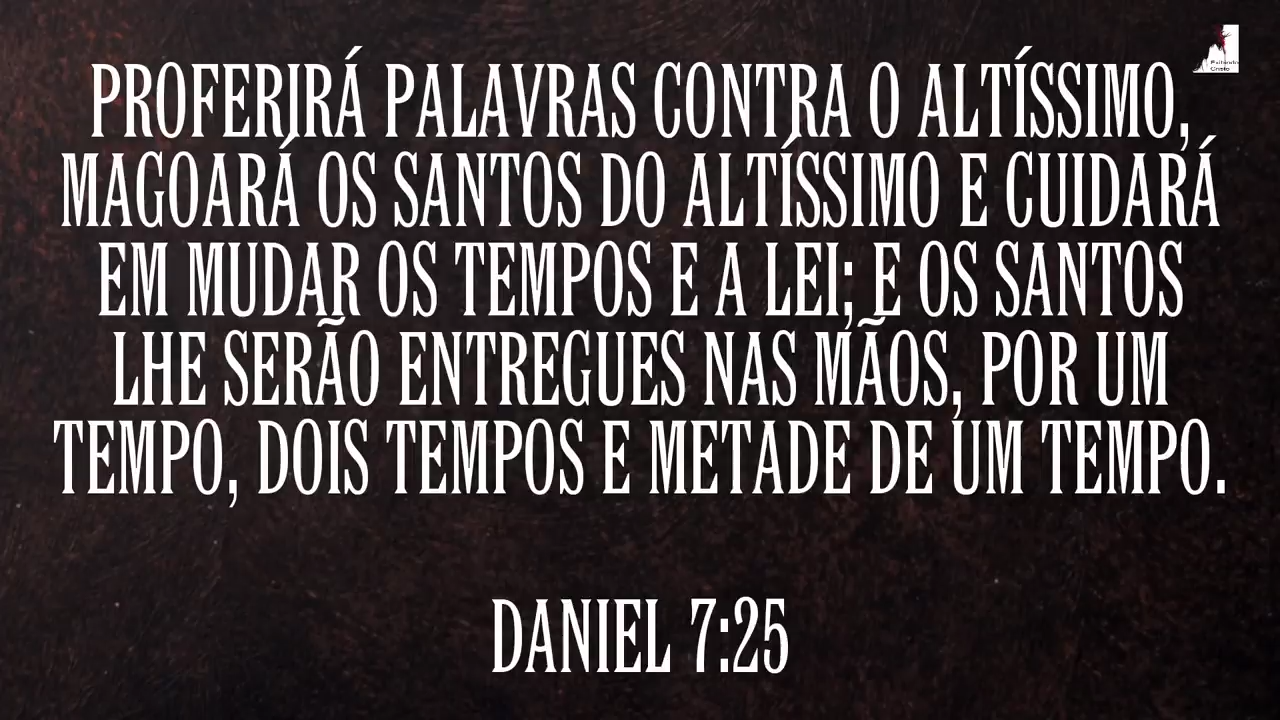 PROFERIRÁ PALAVRAS CONTRA O ALTÍSSIMO,
MAGOARÁ OS SANTOS DO ALTÍSSIMO E CUIDARÁ
EM MUDAR OS TEMPOS E A LEI; E OS SANTOS
LHE SERÃO ENTREGUES NAS MÃOS, POR UM
TEMPO, DOIS TEMPOS E METADE DE UM TEMPO.
DANIEL 7:25
Cristo